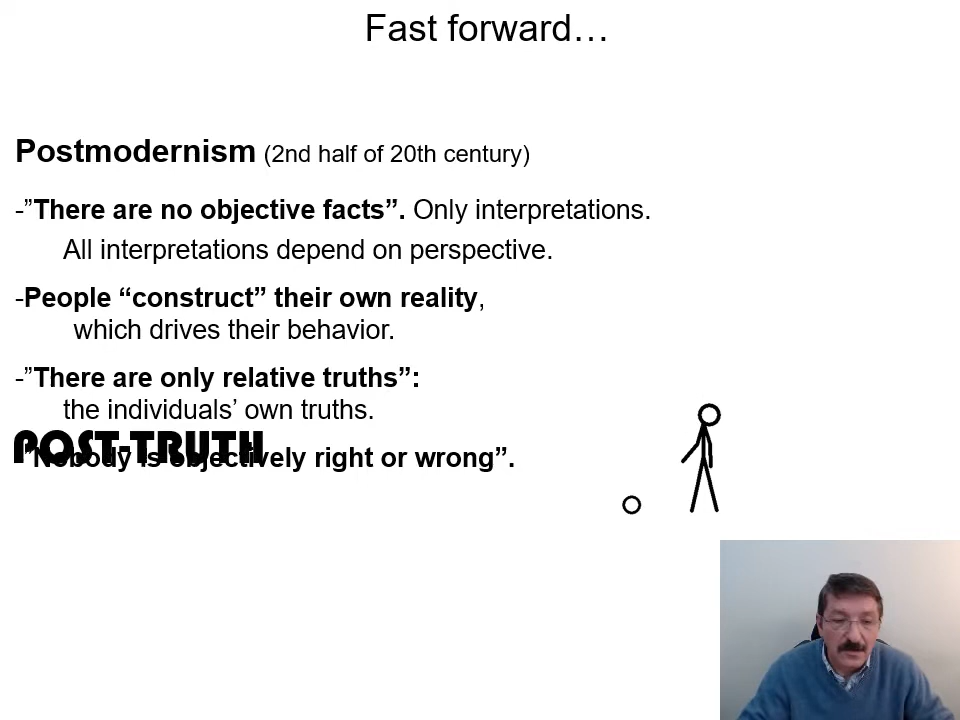 Fast forward…
Postmodernism (2nd half of 20th century)
-”There are no objective facts”. Only interpretations.
All interpretations depend on perspective.
-People “construct” their own reality,
which drives their behavior.
-”There are only relative truths”:
the individuals’ own truths.
POST-TRUTH
-”Nobody is objectively right or wrong”.